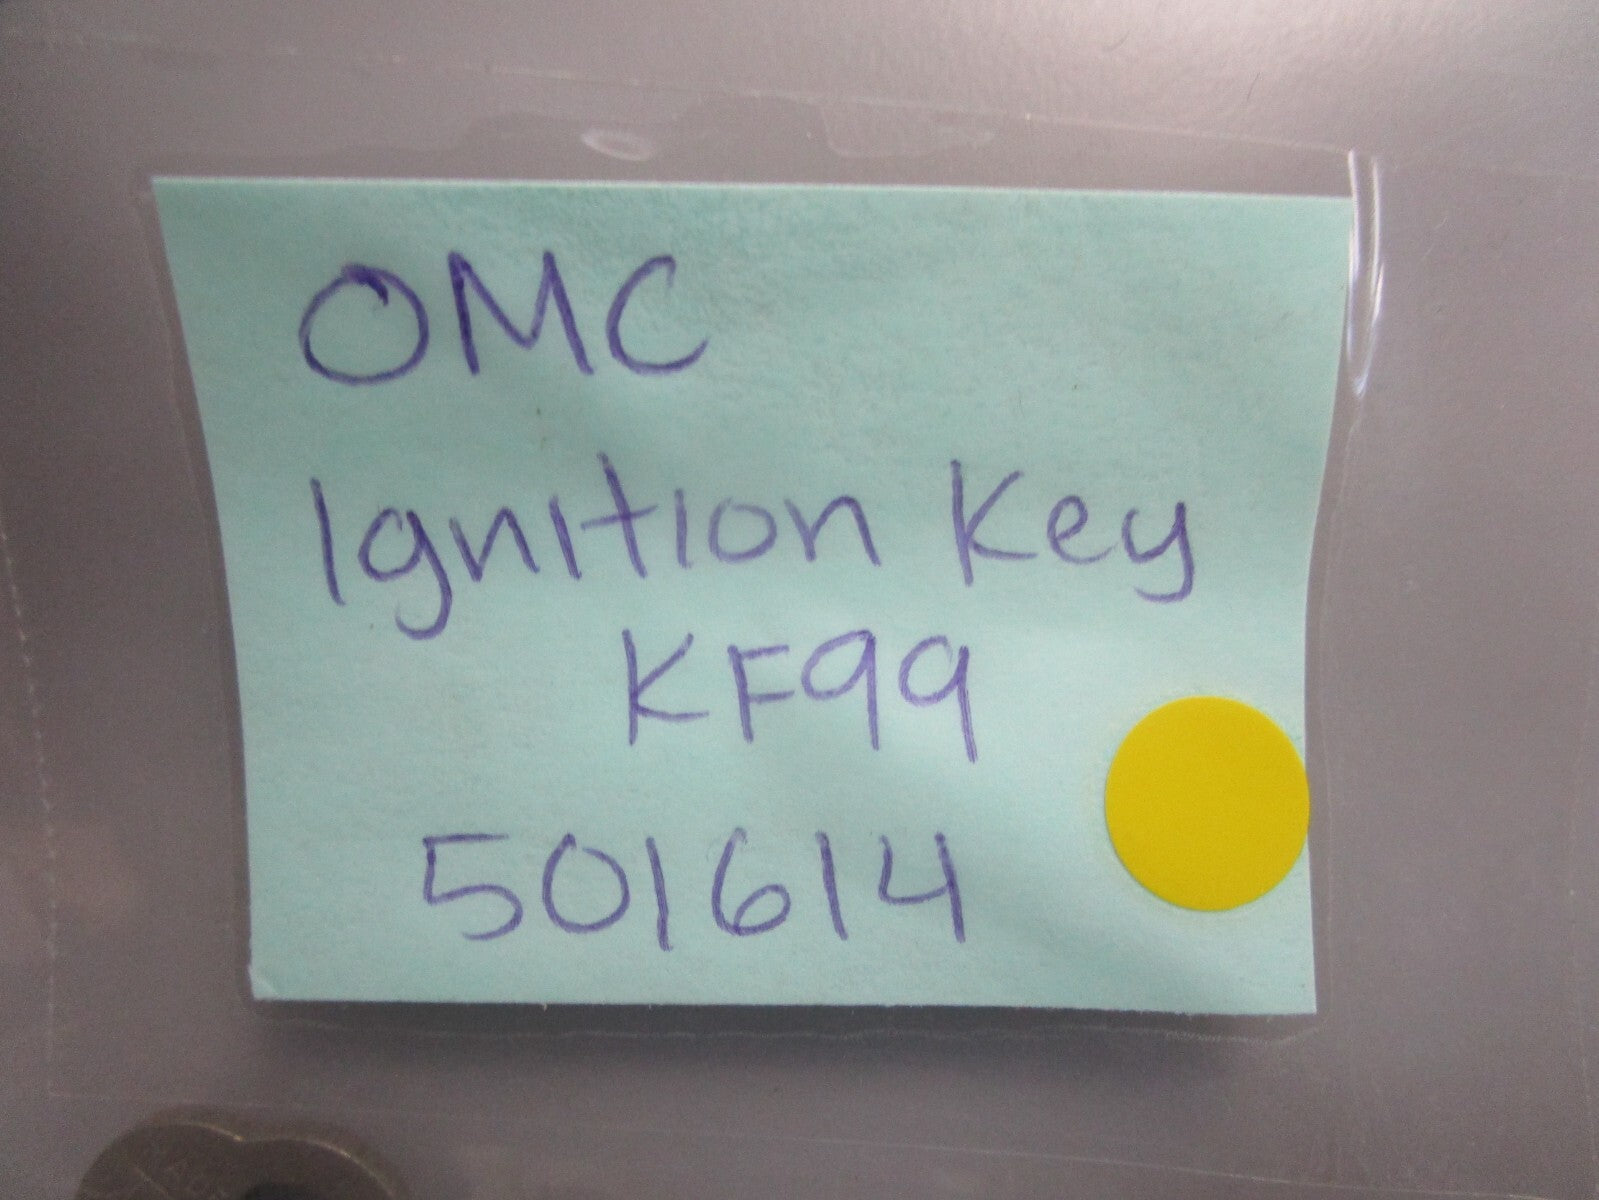 OMC
Ignition Key
KF99
501614